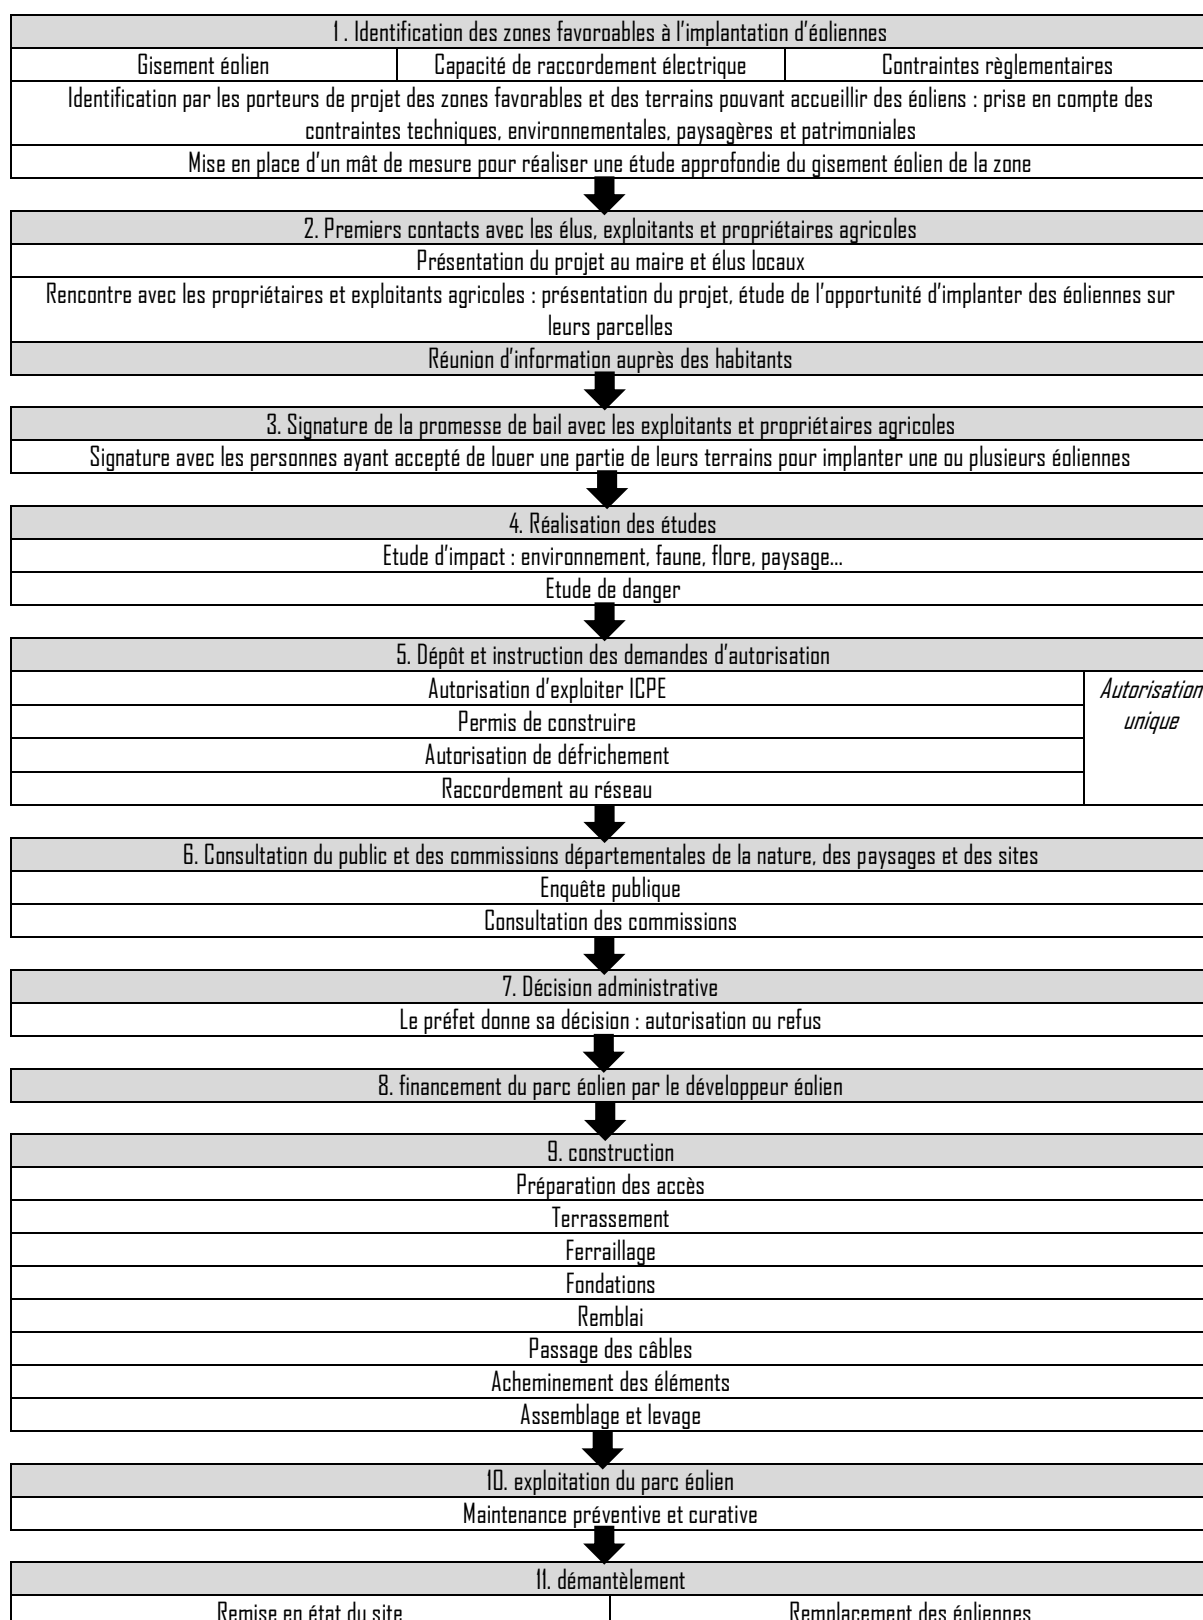 1 . Identification des zones favoroables à l'implantation d'éoliennes
Gisement éolien
Capacité de raccordement électrique
Contraintes règlementaires
Identification par les porteurs de projet des zones favorables et des terrains pouvant accueillir des éoliens : prise en compte des
contraintes techniques, environnementales, paysagères et patrimoniales
Mise en place d'un mât de mesure pour réaliser une étude approfondie du gisement éolien de la zone
2. Premiers contacts avec les élus, exploitants et propriétaires agricoles
Présentation du projet au maire et élus locaux
Rencontre avec les propriétaires et exploitants agricoles : présentation du projet, étude de l'opportunité d'implanter des éoliennes sur
leurs parcelles
Réunion d'information auprès des habitants
3. Signature de la promesse de bail avec les exploitants et propriétaires agricoles
Signature avec les personnes ayant accepté de louer une partie de leurs terrains pour implanter une ou plusieurs éoliennes
4. Réalisation des études
Etude d'impact : environnement, faune, flore, paysage...
Etude de danger
5. Dépôt et instruction des demandes d'autorisation
Autorisation d'exploiter ICPE
Permis de construire
Autorisation de défrichement
Raccordement au réseau
Autorisation
unique
6. Consultation du public et des commissions départementales de la nature, des paysages et des sites
Enquête publique
Consultation des commissions
7. Décision administrative
Le préfet donne sa décision : autorisation ou refus
8. financement du parc éolien par le développeur éolien
9. construction
Préparation des accès
Terrassement
Ferraillage
Fondations
Remblai
Passage des câbles
Acheminement des éléments
Assemblage et levage
10. exploitation du parc éolien
Maintenance préventive et curative
11. démantèlement
Remise en état du site
Remplacement des éoliennes